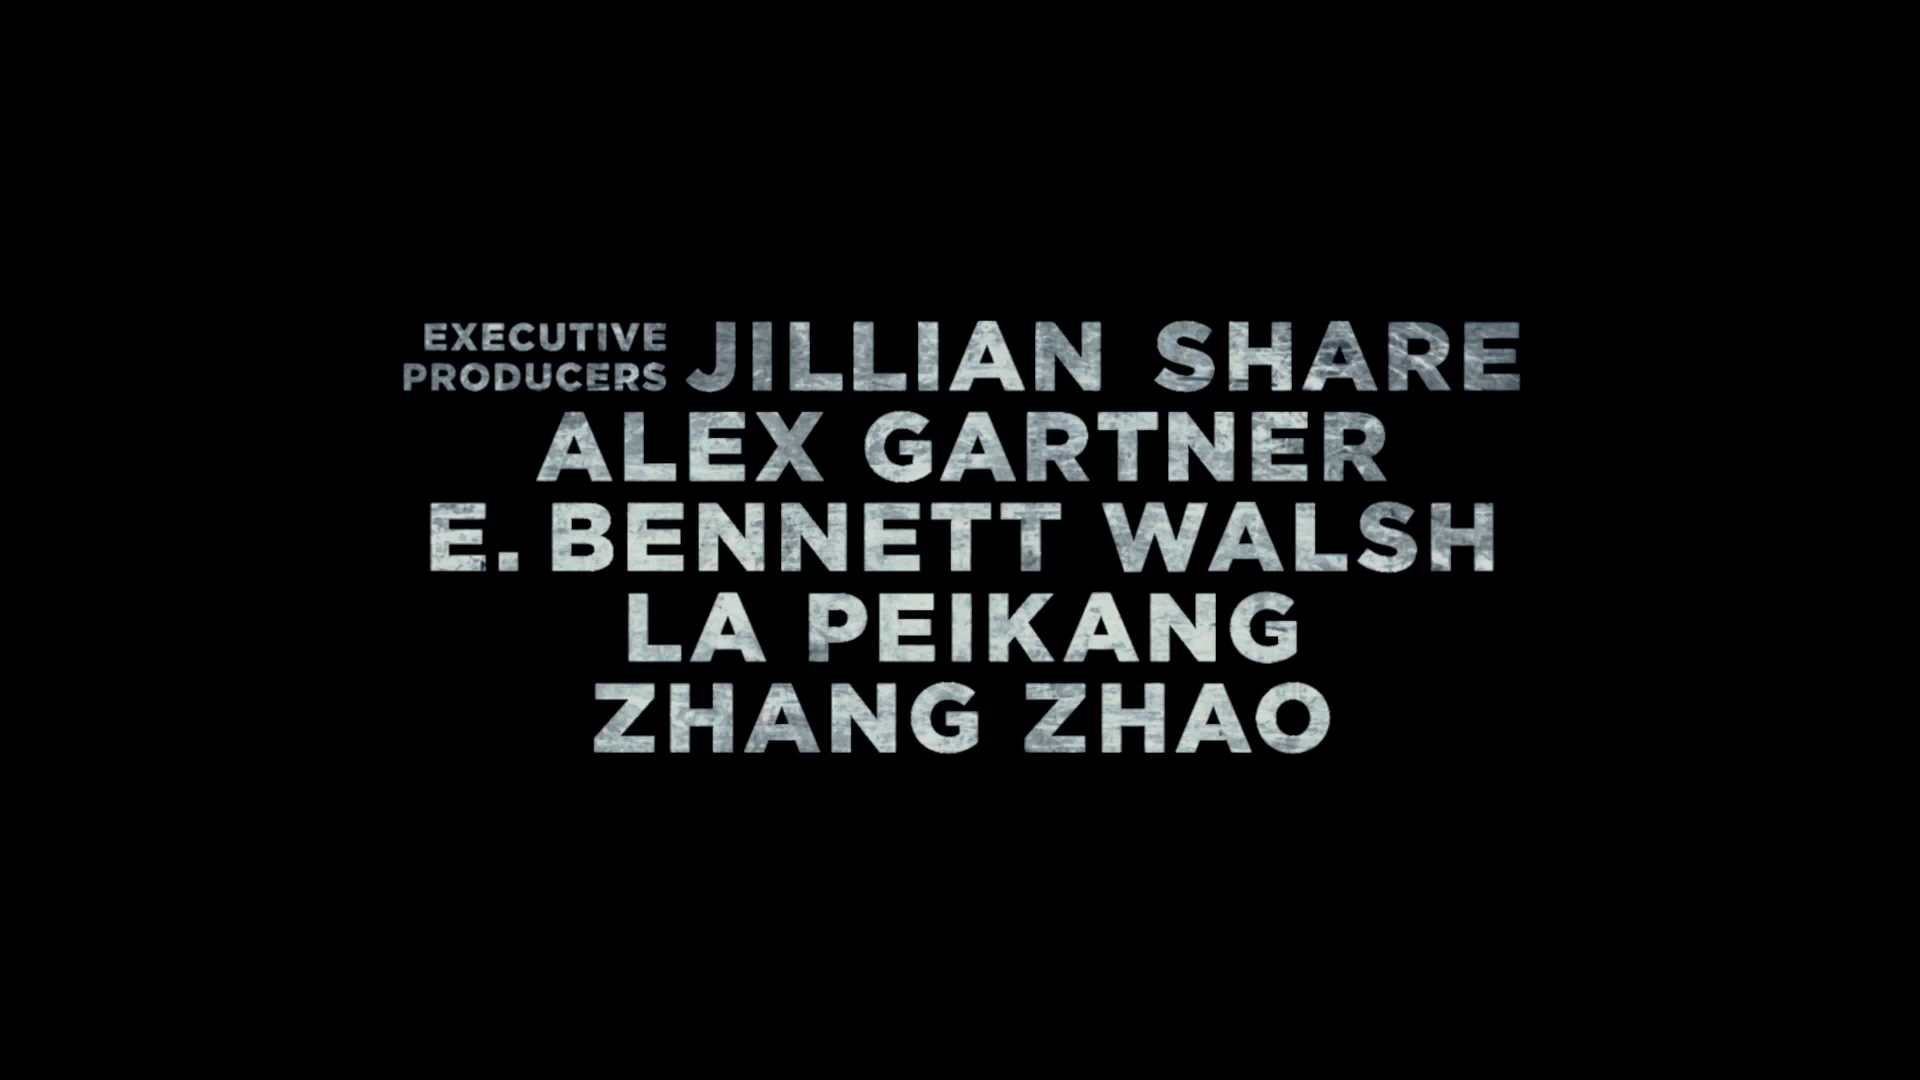 EXECUTIVE PRODUCERS JILLIAN SHARE
ALEX GARTNER
E. BENNETT WALSH
LA PEIKANG
ZHANG ZHAO